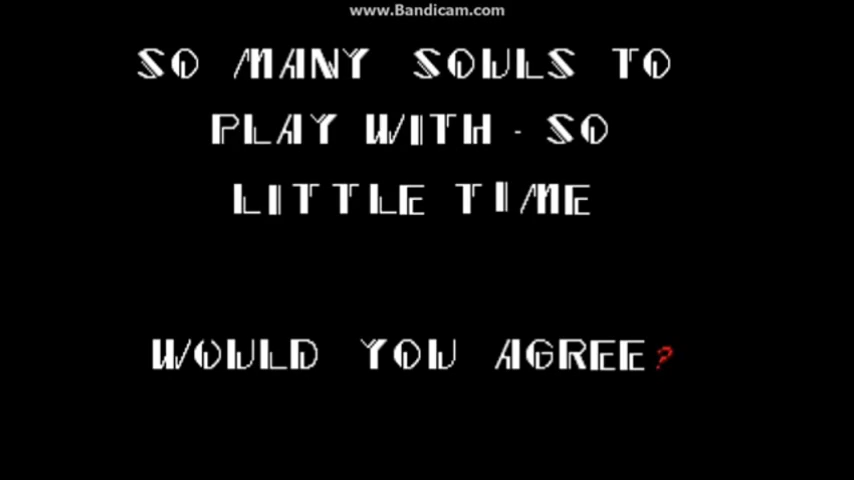 www.Bandicam.com
SO MANY SOULS TO
PLAY WITH - SO
LITTLE TIME
WOULD YOU AGREE?